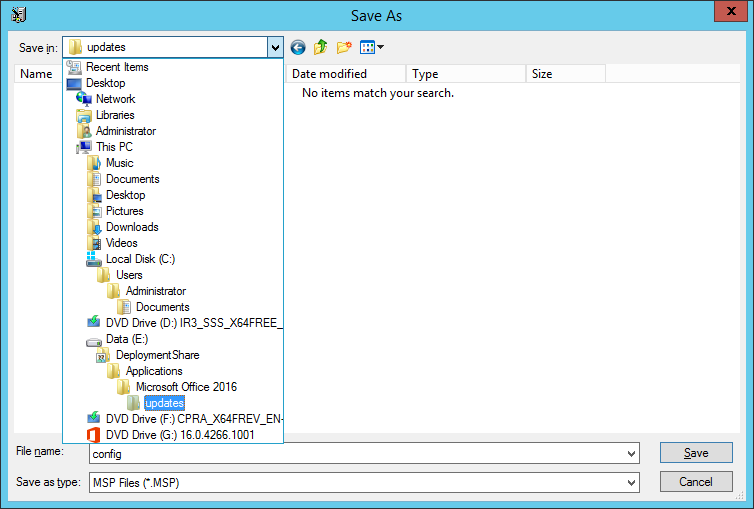 Save As
Save in: updates
Name Date modified Type Size
No items match your search.
Recent Items
Desktop
Network
Libraries
Administrator
This PC
Music
Documents
Desktop
Pictures
Downloads
Videos
Local Disk (C:)
Users
Administrator
Documents
DVD Drive (D:) IR3_SSS_X64FREE_
Data (E:)
DeploymentShare
Applications
Microsoft Office 2016
updates
DVD Drive (F:) CPRA_X64FREV_EN-
DVD Drive (G:) 16.0.4266.1001
File name: config Save
Save as type: MSP Files (*.MSP) Cancel